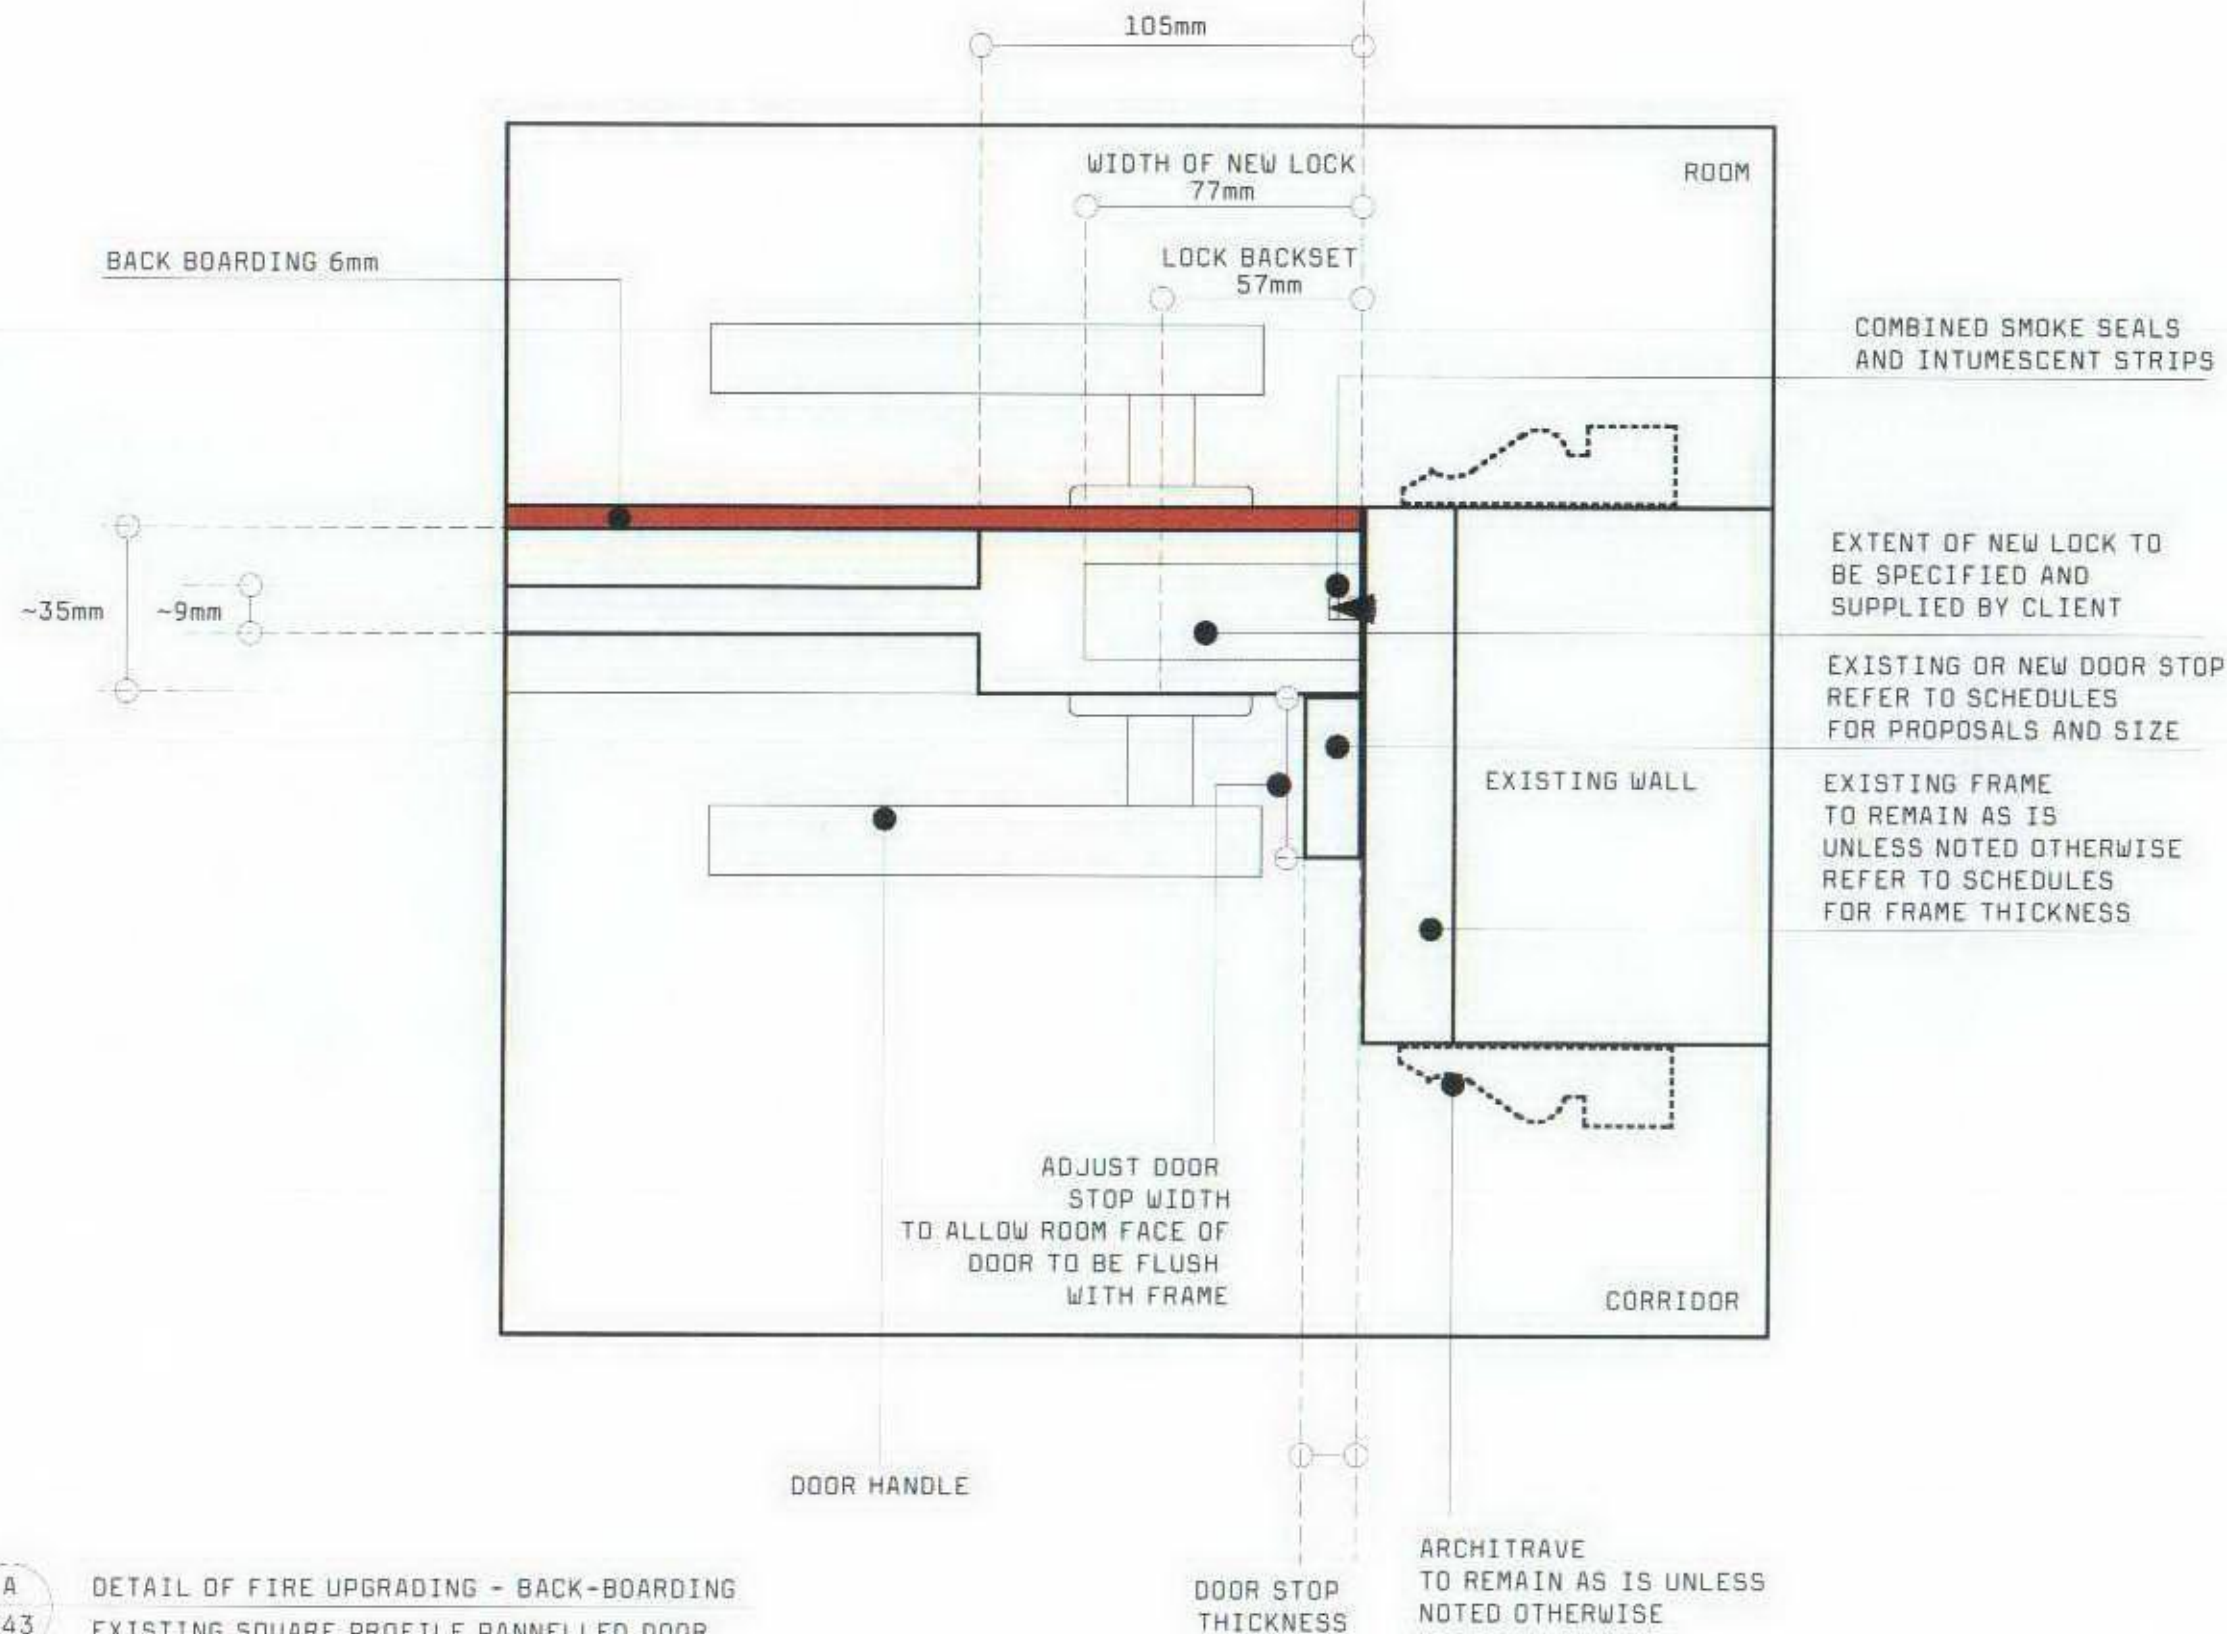 105mm
WIDTH OF NEW LOCK
77mm
ROOM
LOCK BACKSET
57mm
BACK BOARDING 6mm
COMBINED SMOKE SEALS
AND INTUMESCENT STRIPS
EXTENT OF NEW LOCK TO
BE SPECIFIED AND
SUPPLIED BY CLIENT
~35mm
~9mm
EXISTING OR NEW DOOR STOP
REFER TO SCHEDULES
FOR PROPOSALS AND SIZE
EXISTING WALL
EXISTING FRAME
TO REMAIN AS IS
UNLESS NOTED OTHERWISE
REFER TO SCHEDULES
FOR FRAME THICKNESS
ADJUST DOOR
STOP WIDTH
TO ALLOW ROOM FACE OF
DOOR TO BE FLUSH
WITH FRAME
CORRIDOR
DOOR HANDLE
DOOR STOP
THICKNESS
ARCHITRAVE
TO REMAIN AS IS UNLESS
NOTED OTHERWISE
A
43
DETAIL OF FIRE UPGRADING - BACK-BOARDING
EXISTING SQUARE PROFILE PANNELLED DOOR